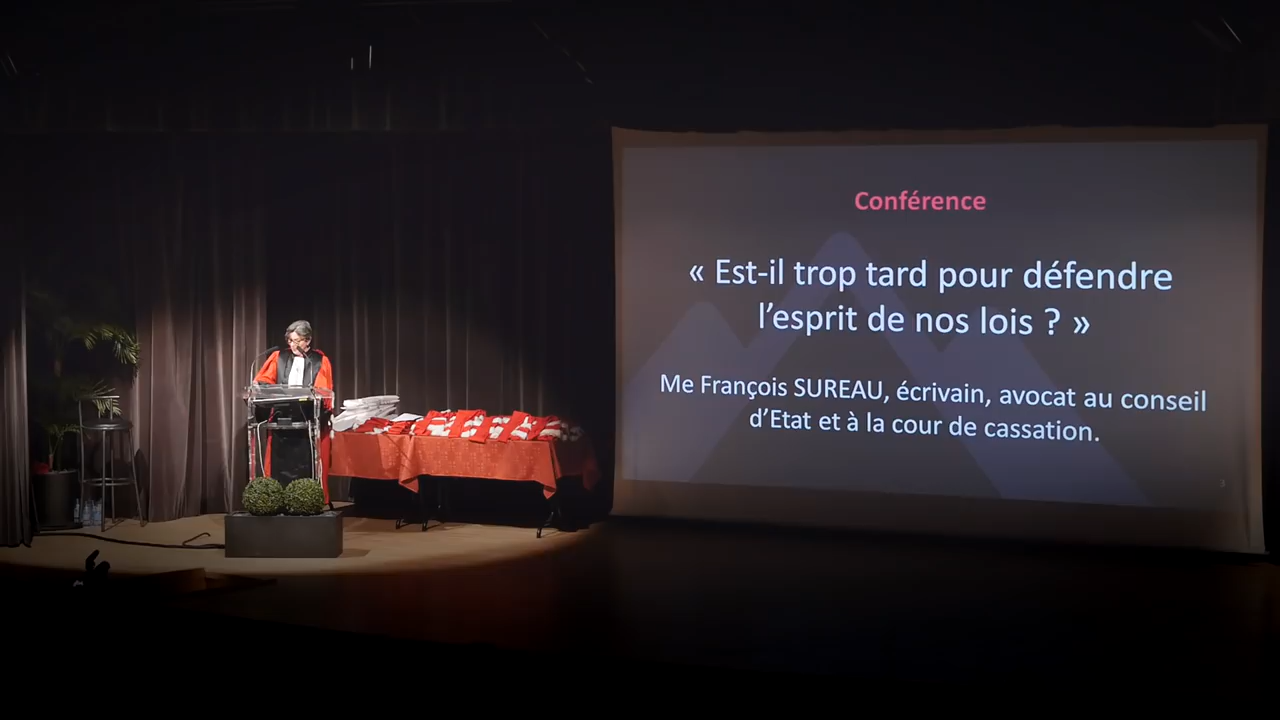 Conférence
« Est-il trop tard pour défendre
l’esprit de nos lois ? »
Me François SUREAU, écrivain, avocat au conseil
d’Etat et à la cour de cassation.